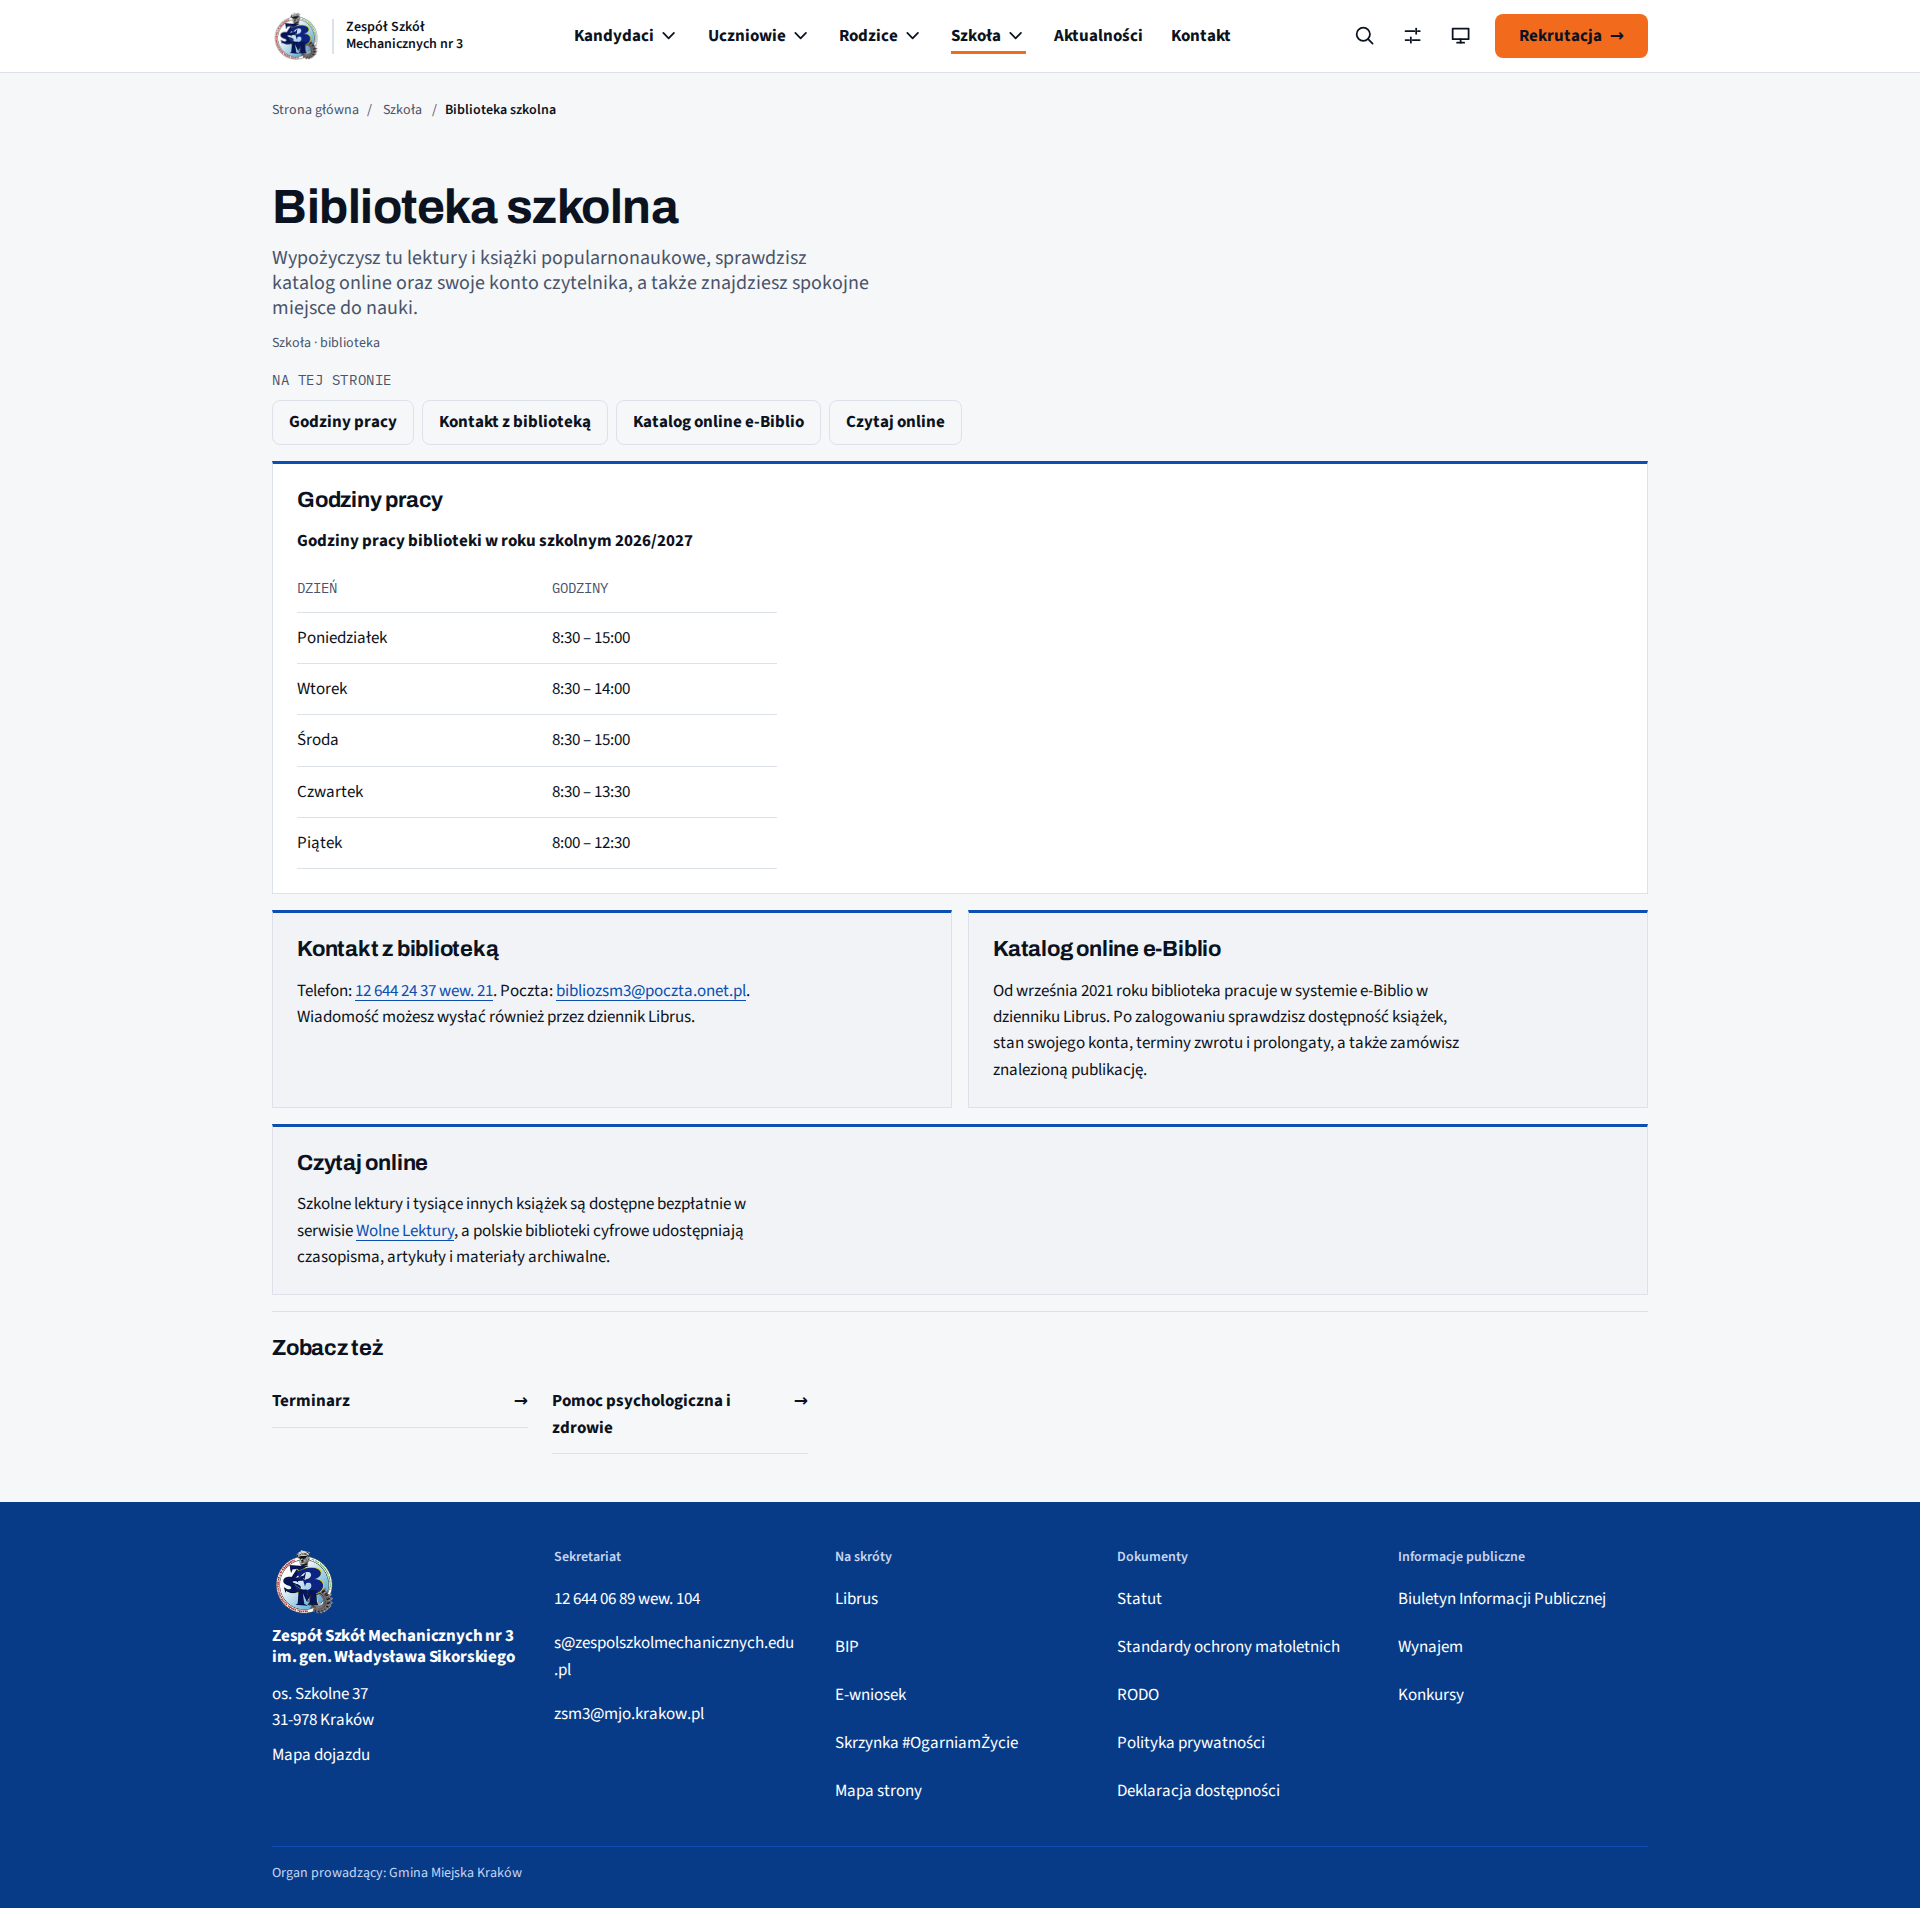 Zespół Szkół
Mechanicznych nr 3
Kandydaci
Uczniowie
Rodzice
Szkoła
Aktualności
Kontakt
Rekrutacja →
Strona główna / Szkoła / Biblioteka szkolna
Biblioteka szkolna
Wypożyczysz tu lektury i książki popularnonaukowe, sprawdzisz
katalog online oraz swoje konto czytelnika, a także znajdziesz spokojne
miejsce do nauki.
Szkoła · biblioteka
NA TEJ STRONIE
Godziny pracy
Kontakt z biblioteką
Katalog online e-Biblio
Czytaj online
Godziny pracy
Godziny pracy biblioteki w roku szkolnym 2026/2027
DZIEŃ GODZINY
Poniedziałek 8:30 – 15:00
Wtorek 8:30 – 14:00
Środa 8:30 – 15:00
Czwartek 8:30 – 13:30
Piątek 8:00 – 12:30
Kontakt z biblioteką
Telefon: 12 644 24 37 wew. 21. Poczta: bibliozsm3@poczta.onet.pl.
Wiadomość możesz wysłać również przez dziennik Librus.
Katalog online e-Biblio
Od września 2021 roku biblioteka pracuje w systemie e-Biblio w
dzienniku Librus. Po zalogowaniu sprawdzisz dostępność książek,
stan swojego konta, terminy zwrotu i prolongaty, a także zamówisz
znalezioną publikację.
Czytaj online
Szkolne lektury i tysiące innych książek są dostępne bezpłatnie w
serwisie Wolne Lektury, a polskie biblioteki cyfrowe udostępniają
czasopisma, artykuły i materiały archiwalne.
Zobacz też
Terminarz →
Pomoc psychologiczna i →
zdrowie
Zespół Szkół Mechanicznych nr 3
im. gen. Władysława Sikorskiego
os. Szkolne 37
31-978 Kraków
Mapa dojazdu
Sekretariat
12 644 06 89 wew. 104
s@zespolszkolmechanicznych.edu
.pl
zsm3@mjo.krakow.pl
Na skróty
Librus
BIP
E-wniosek
Skrzynka #OgarniamŻycie
Mapa strony
Dokumenty
Statut
Standardy ochrony małoletnich
RODO
Polityka prywatności
Deklaracja dostępności
Informacje publiczne
Biuletyn Informacji Publicznej
Wynajem
Konkursy
Organ prowadzący: Gmina Miejska Kraków